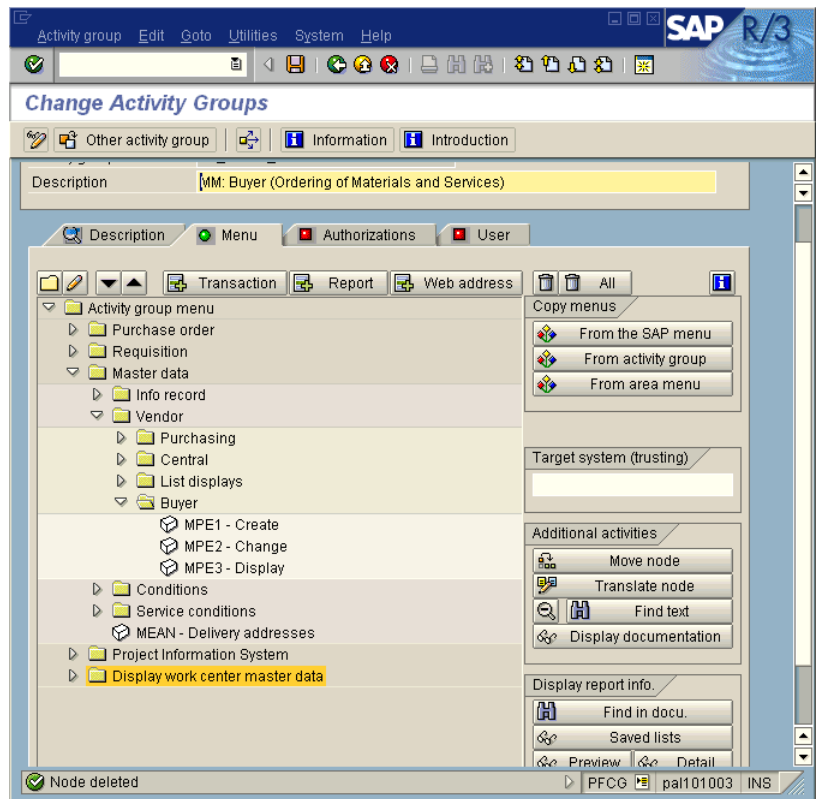 Activity group Edit Goto Utilities System Help
SAP R/3
Change Activity Groups
Other activity group Information Introduction
Description MM: Buyer (Ordering of Materials and Services)
Description Menu Authorizations User
Transaction Report Web address All
Activity group menu
Purchase order
Requisition
Master data
Info record
Vendor
Purchasing
Central
List displays
Buyer
MPE1 - Create
MPE2 - Change
MPE3 - Display
Conditions
Service conditions
MEAN - Delivery addresses
Project Information System
Display work center master data
Copy menus
From the SAP menu
From activity group
From area menu
Target system (trusting)
Additional activities
Move node
Translate node
Find text
Display documentation
Display report info.
Find in docu.
Saved lists
Preview Detail
Node deleted PFCG pal101003 INS